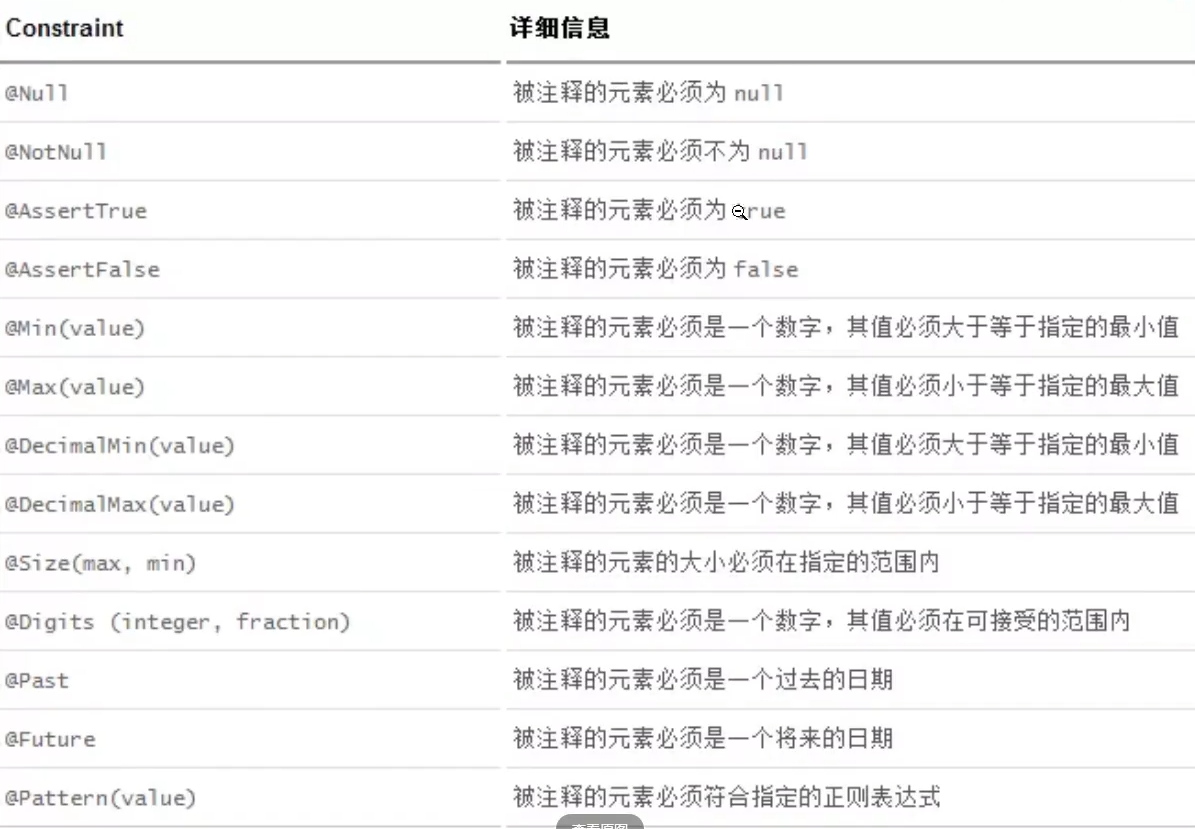 Constraint 详细信息
@Null 被注释的元素必须为 null
@NotNull 被注释的元素必须不为 null
@AssertTrue 被注释的元素必须为 rue
@AssertFalse 被注释的元素必须为 false
@Min(value) 被注释的元素必须是一个数字，其值必须大于等于指定的最小值
@Max(value) 被注释的元素必须是一个数字，其值必须小于等于指定的最大值
@DecimalMin(value) 被注释的元素必须是一个数字，其值必须大于等于指定的最小值
@DecimalMax(value) 被注释的元素必须是一个数字，其值必须小于等于指定的最大值
@Size(max, min) 被注释的元素的大小必须在指定的范围内
@Digits (integer, fraction) 被注释的元素必须是一个数字，其值必须在可接受的范围内
@Past 被注释的元素必须是一个过去的日期
@Future 被注释的元素必须是一个将来的日期
@Pattern(value) 被注释的元素必须符合指定的正则表达式